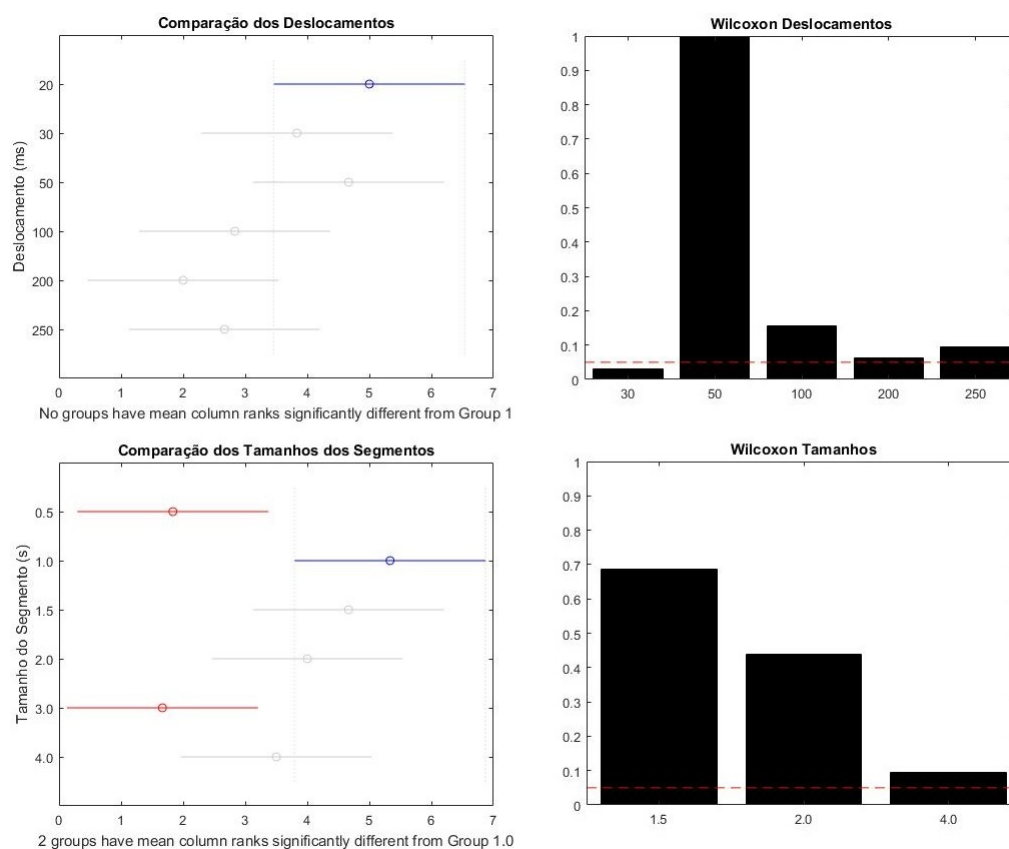 Comparação dos Deslocamentos
Deslocamento (ms)
20
30
50
100
200
250
0 1 2 3 4 5 6 7
No groups have mean column ranks significantly different from Group 1
Wilcoxon Deslocamentos
1
0.9
0.8
0.7
0.6
0.5
0.4
0.3
0.2
0.1
0
30 50 100 200 250
Comparação dos Tamanhos dos Segmentos
Tamanho do Segmento (s)
0.5
1.0
1.5
2.0
3.0
4.0
0 1 2 3 4 5 6 7
2 groups have mean column ranks significantly different from Group 1.0
Wilcoxon Tamanhos
1
0.9
0.8
0.7
0.6
0.5
0.4
0.3
0.2
0.1
0
1.5 2.0 4.0